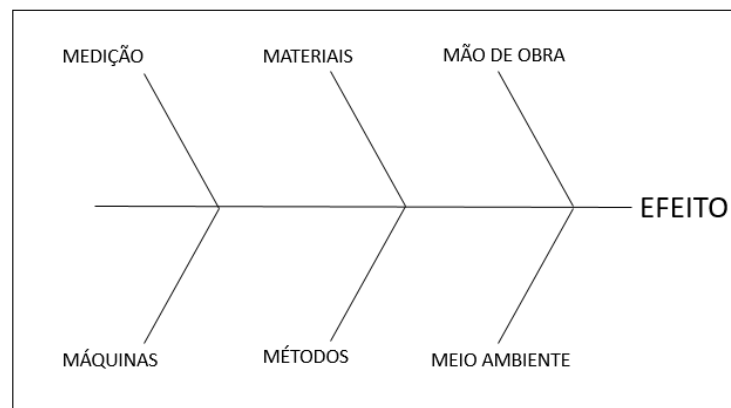 MEDIÇÃO
MATERIAIS
MÃO DE OBRA
EFEITO
MÁQUINAS
MÉTODOS
MEIO AMBIENTE